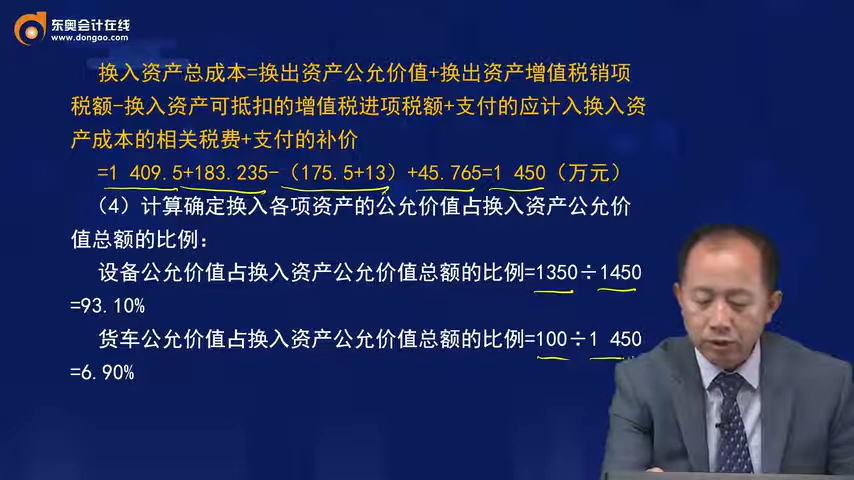 东奥会计在线
www.dongao.com
换入资产总成本=换出资产公允价值+换出资产增值税销项
税额-换入资产可抵扣的增值税进项税额+支付的应计入换入资
产成本的相关税费+支付的补价
=1 409.5+183.235-（175.5+13）+45.765=1 450（万元）
（4）计算确定换入各项资产的公允价值占换入资产公允价
值总额的比例：
设备公允价值占换入资产公允价值总额的比例=1350÷1450
=93.10%
货车公允价值占换入资产公允价值总额的比例=100÷1 450
=6.90%